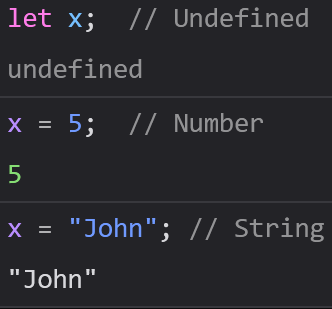 let x;  // Undefined
undefined
x = 5;  // Number
5
x = "John"; // String
"John"